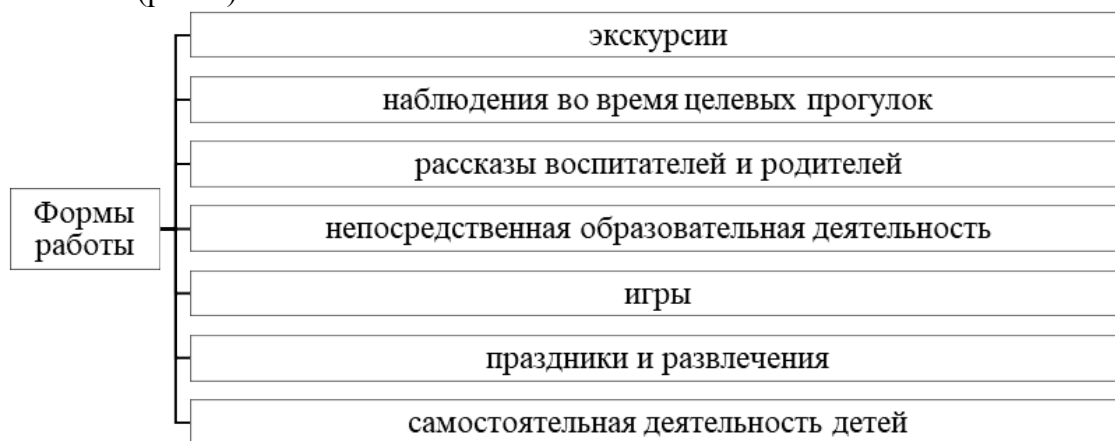 экскурсии
наблюдения во время целевых прогулок
рассказы воспитателей и родителей
Формы
работы
непосредственная образовательная деятельность
игры
праздники и развлечения
самостоятельная деятельность детей